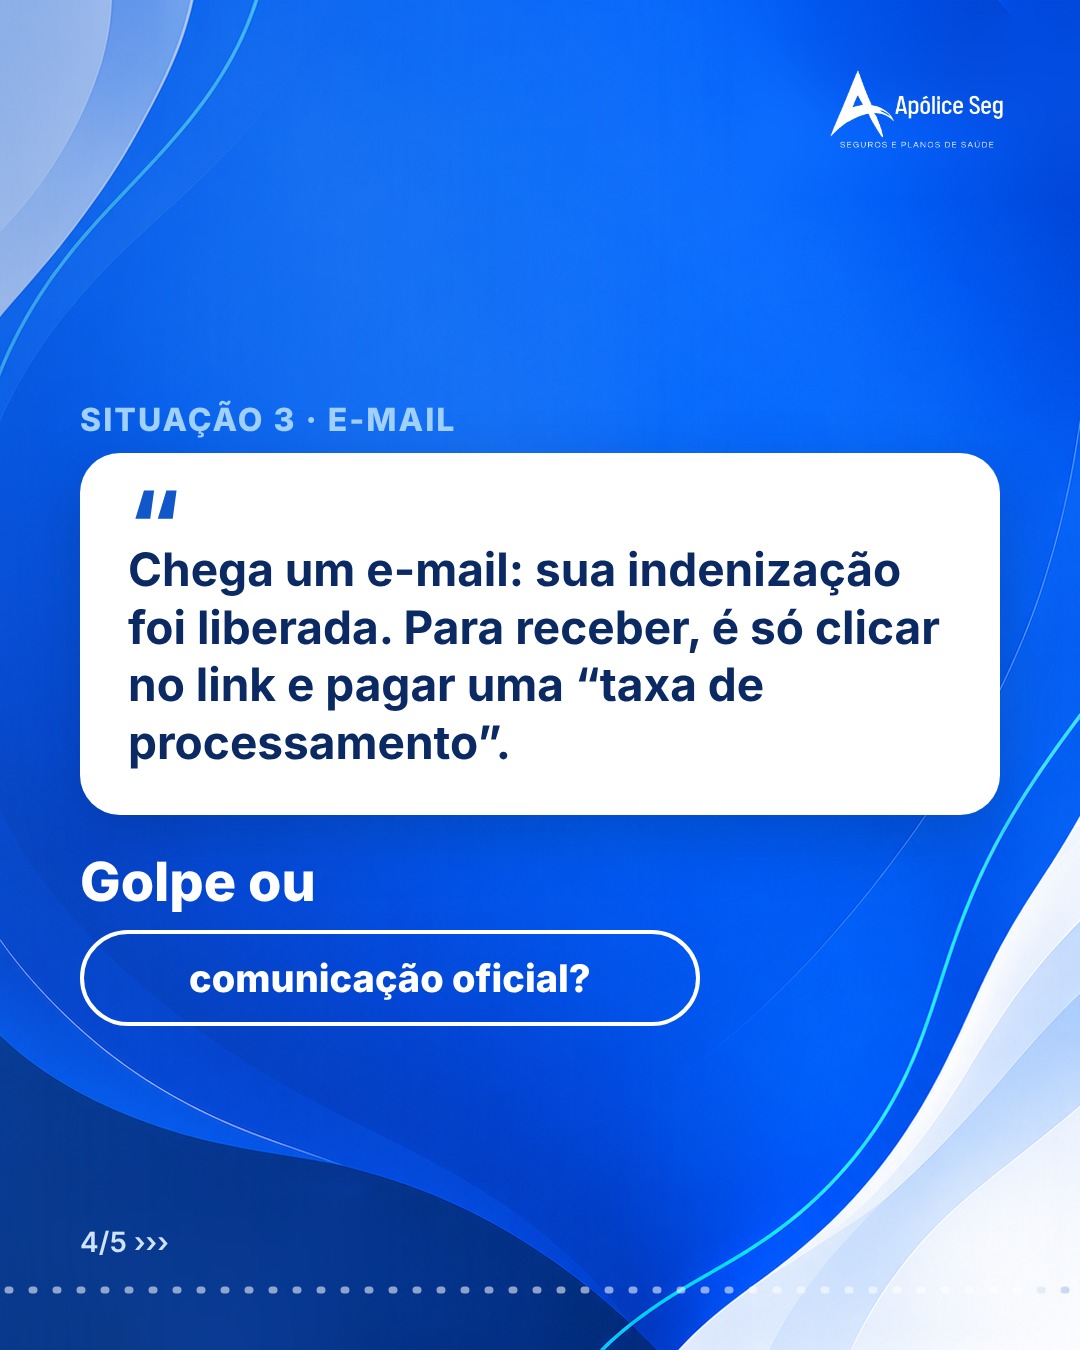 Apólice Seg
SEGUROS E PLANOS DE SAÚDE
SITUAÇÃO 3 · E-MAIL
“
Chega um e-mail: sua indenização
foi liberada. Para receber, é só clicar
no link e pagar uma “taxa de
processamento”.
Golpe ou
comunicação oficial?
4/5 ›››